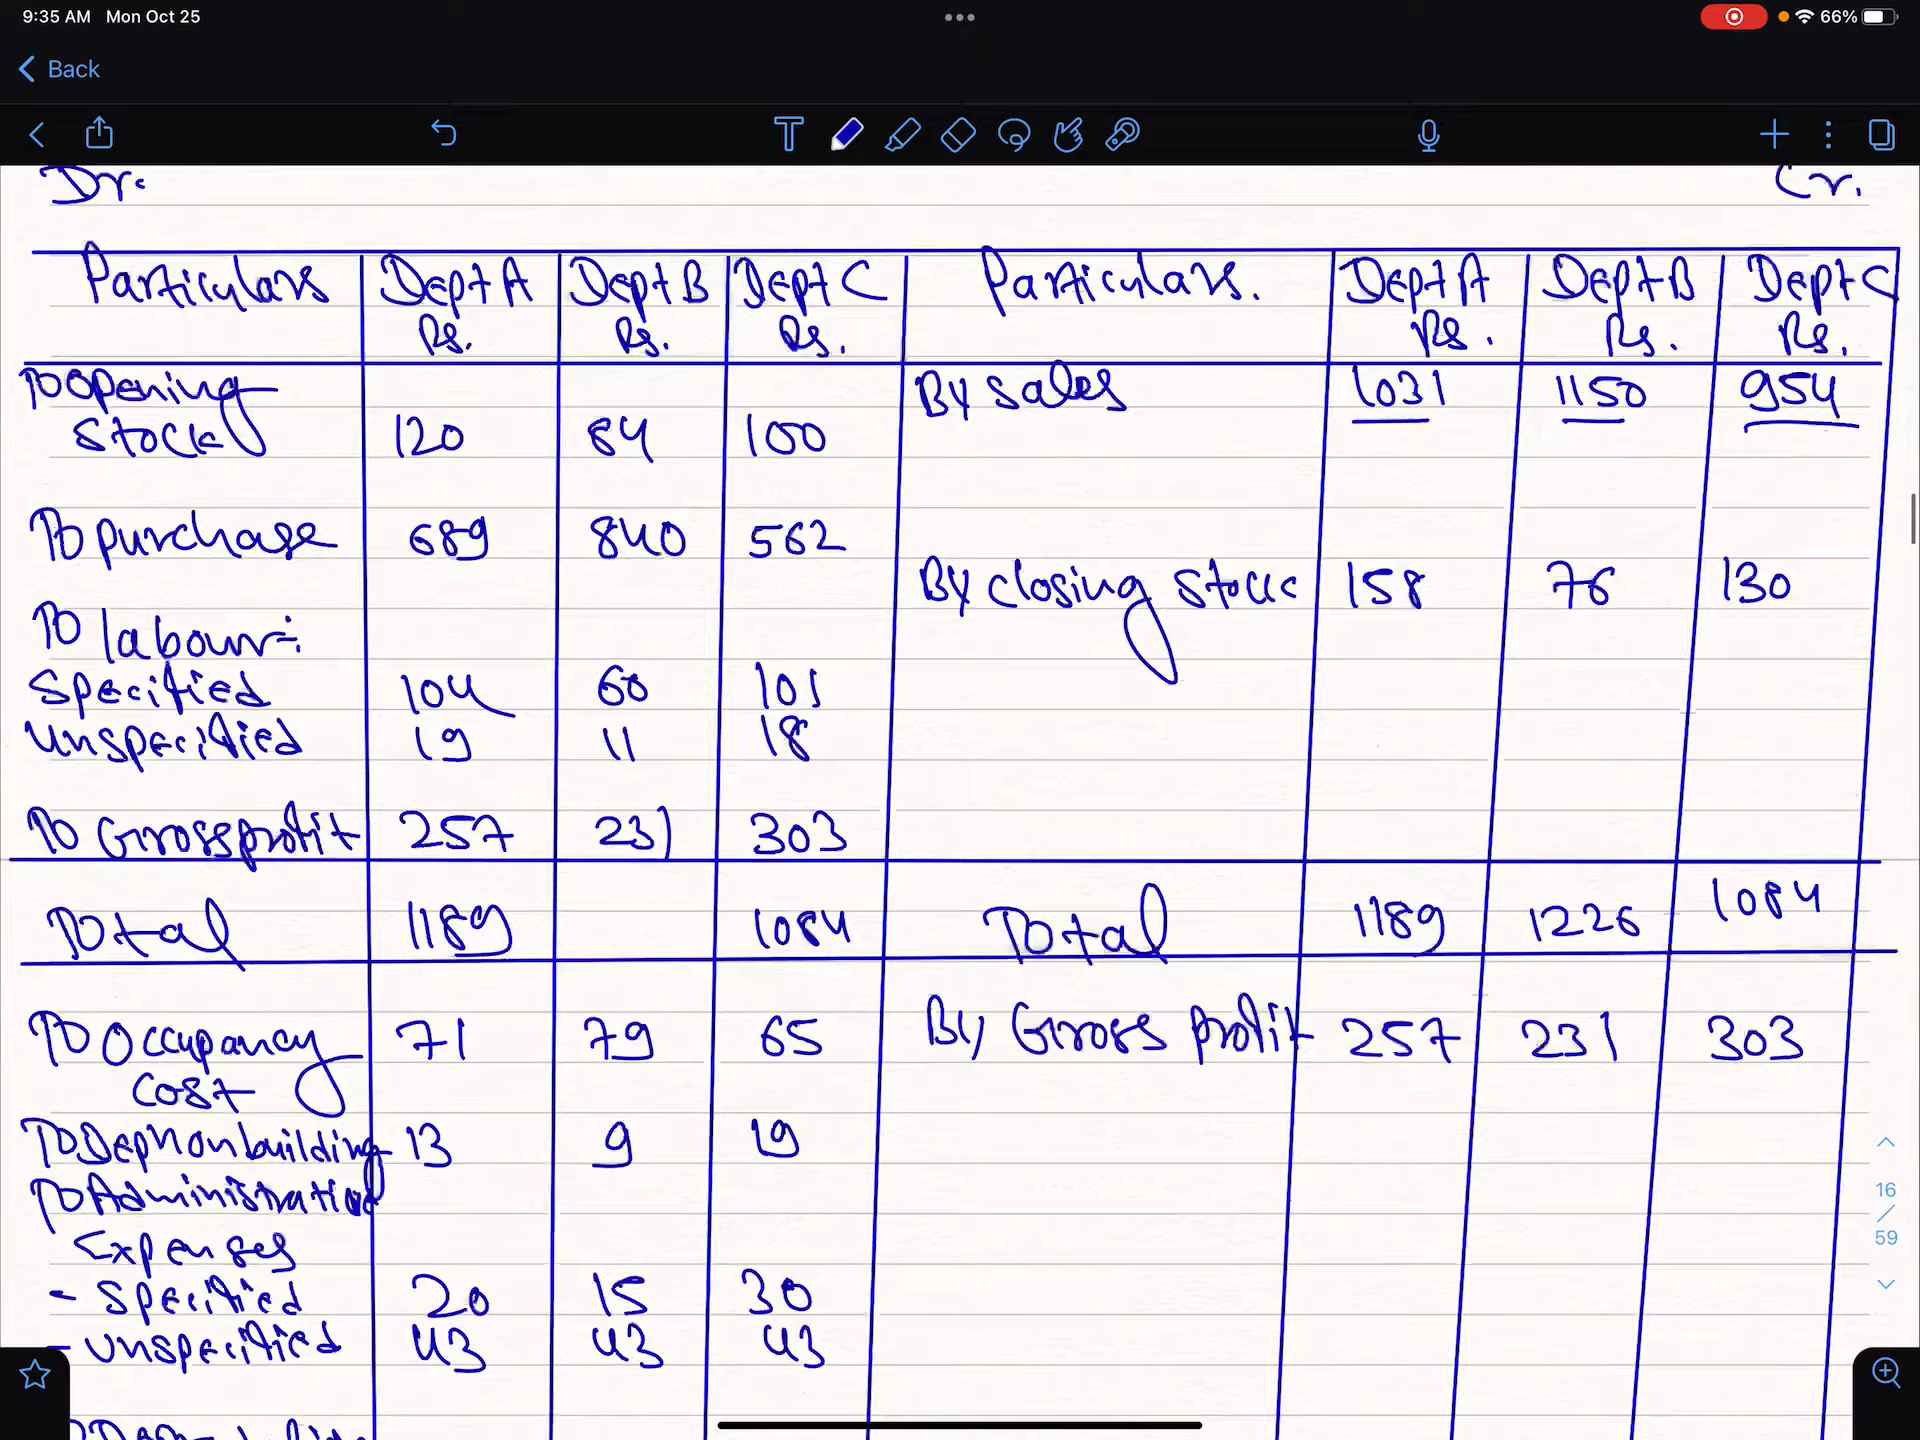 9:35 AM Mon Oct 25
66%
Back
Dr. Cr.
Particulars Dept A Dept B Dept C Particulars. Dept A Dept B Dept C
Rs. Rs. Rs. Rs. Rs. Rs.
To Opening By Sales 1031 1150 954
Stock 120 84 100
To purchase 689 840 562
By closing Stock 158 76 130
To labour:
Specified 104 60 101
Unspecified 19 11 18
To Gross profit 257 231 303
Total 1189 1084 Total 1189 1226 1084
To Occupancy 71 79 65 By Gross Profit 257 231 303
Cost
To Depn on building 13 9 19
To Administrative
Expenses
- Specified 20 15 30
- Unspecified 43 43 43
16
/
59